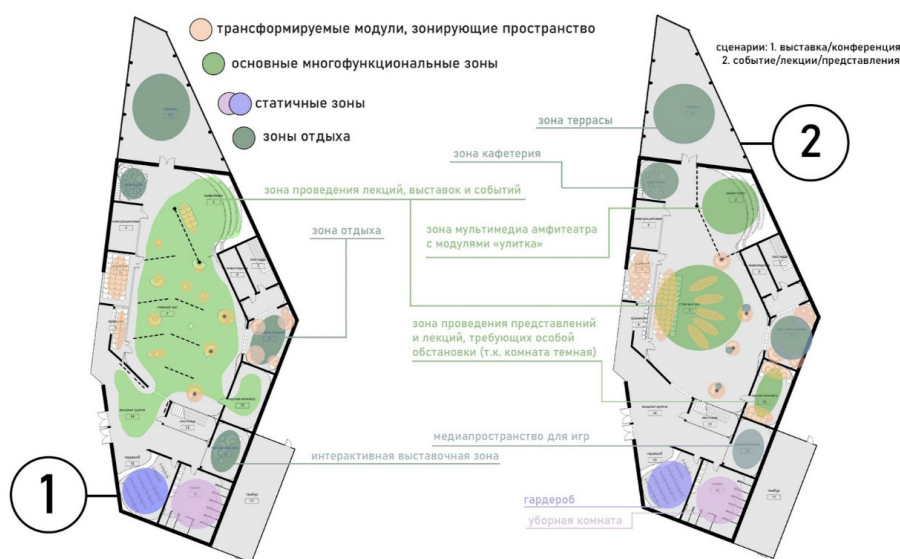 трансформируемые модули, зонирующие пространство
основные многофункциональные зоны
статичные зоны
зоны отдыха
сценарии: 1. выставка/конференция
2. событие/лекции/представления
2
зона террасы
зона кафетерия
зона проведения лекций, выставок и событий
зона отдыха
зона мультимедиа амфитеатра
с модулями «улитка»
зона проведения представлений
и лекций, требующих особой
обстановки (т.к. комната темная)
медиапространство для игр
интерактивная выставочная зона
1
гардероб
уборная комната